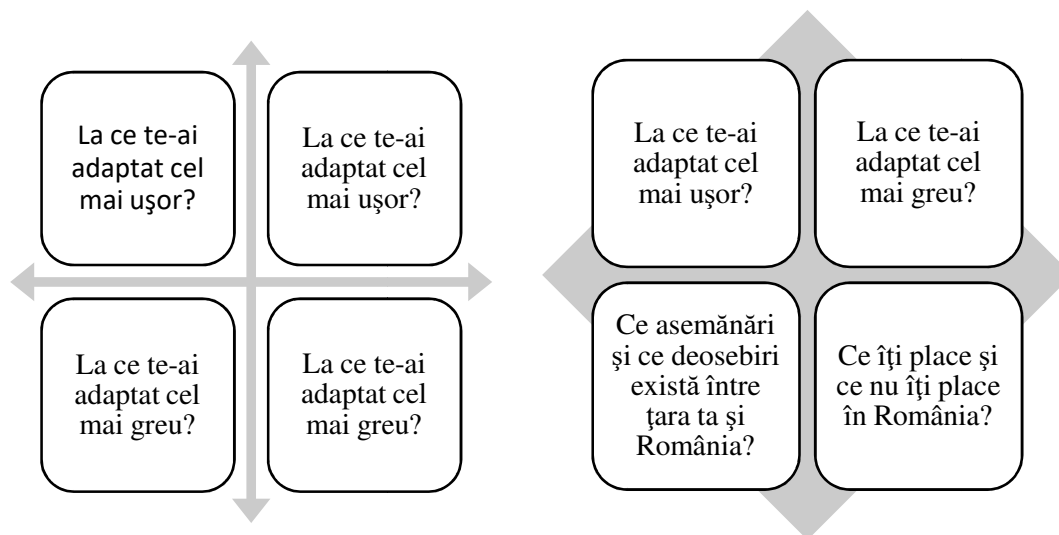 La ce te-ai
adaptat cel
mai uşor?
La ce te-ai
adaptat cel
mai uşor?
La ce te-ai
adaptat cel
mai greu?
La ce te-ai
adaptat cel
mai greu?
La ce te-ai
adaptat cel
mai uşor?
La ce te-ai
adaptat cel
mai greu?
Ce asemănări
şi ce deosebiri
există între
ţara ta şi
România?
Ce îţi place şi
ce nu îţi place
în România?